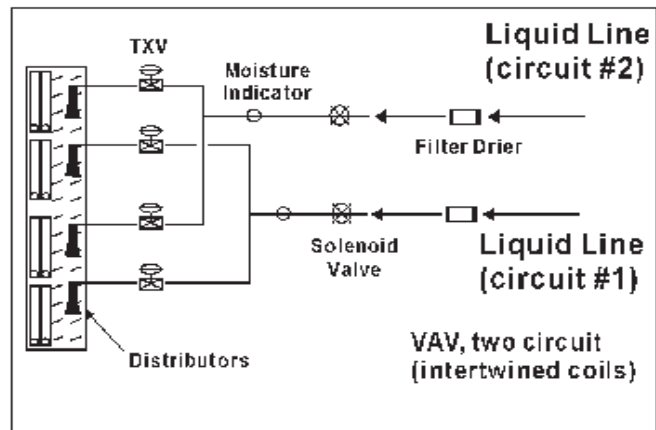 TXV
Moisture
Indicator
Liquid Line
(circuit #2)
Filter Drier
Solenoid
Valve
Liquid Line
(circuit #1)
Distributors
VAV, two circuit
(intertwined coils)